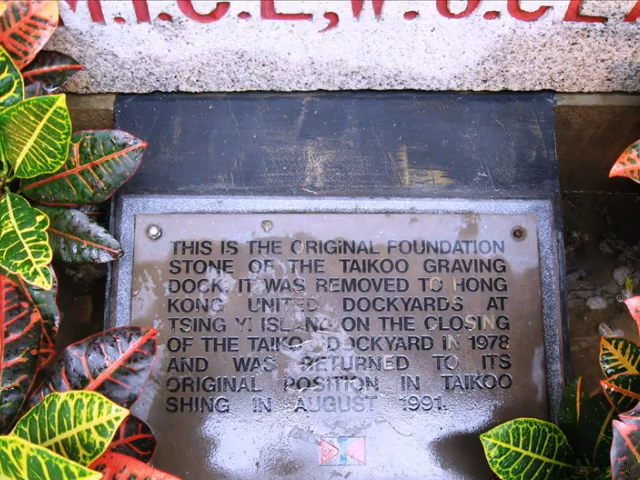 M.I.C.E., W.S.
THIS IS THE ORIGINAL FOUNDATION
STONE OF THE TAIKOO GRAVING
DOCK. IT WAS REMOVED TO HONG
KONG UNITED DOCKYARDS AT
TSING YI ISLAND ON THE CLOSING
OF THE TAIKOO DOCKYARD IN 1978
AND WAS RETURNED TO ITS
ORIGINAL POSITION IN TAIKOO
SHING IN AUGUST 1991.